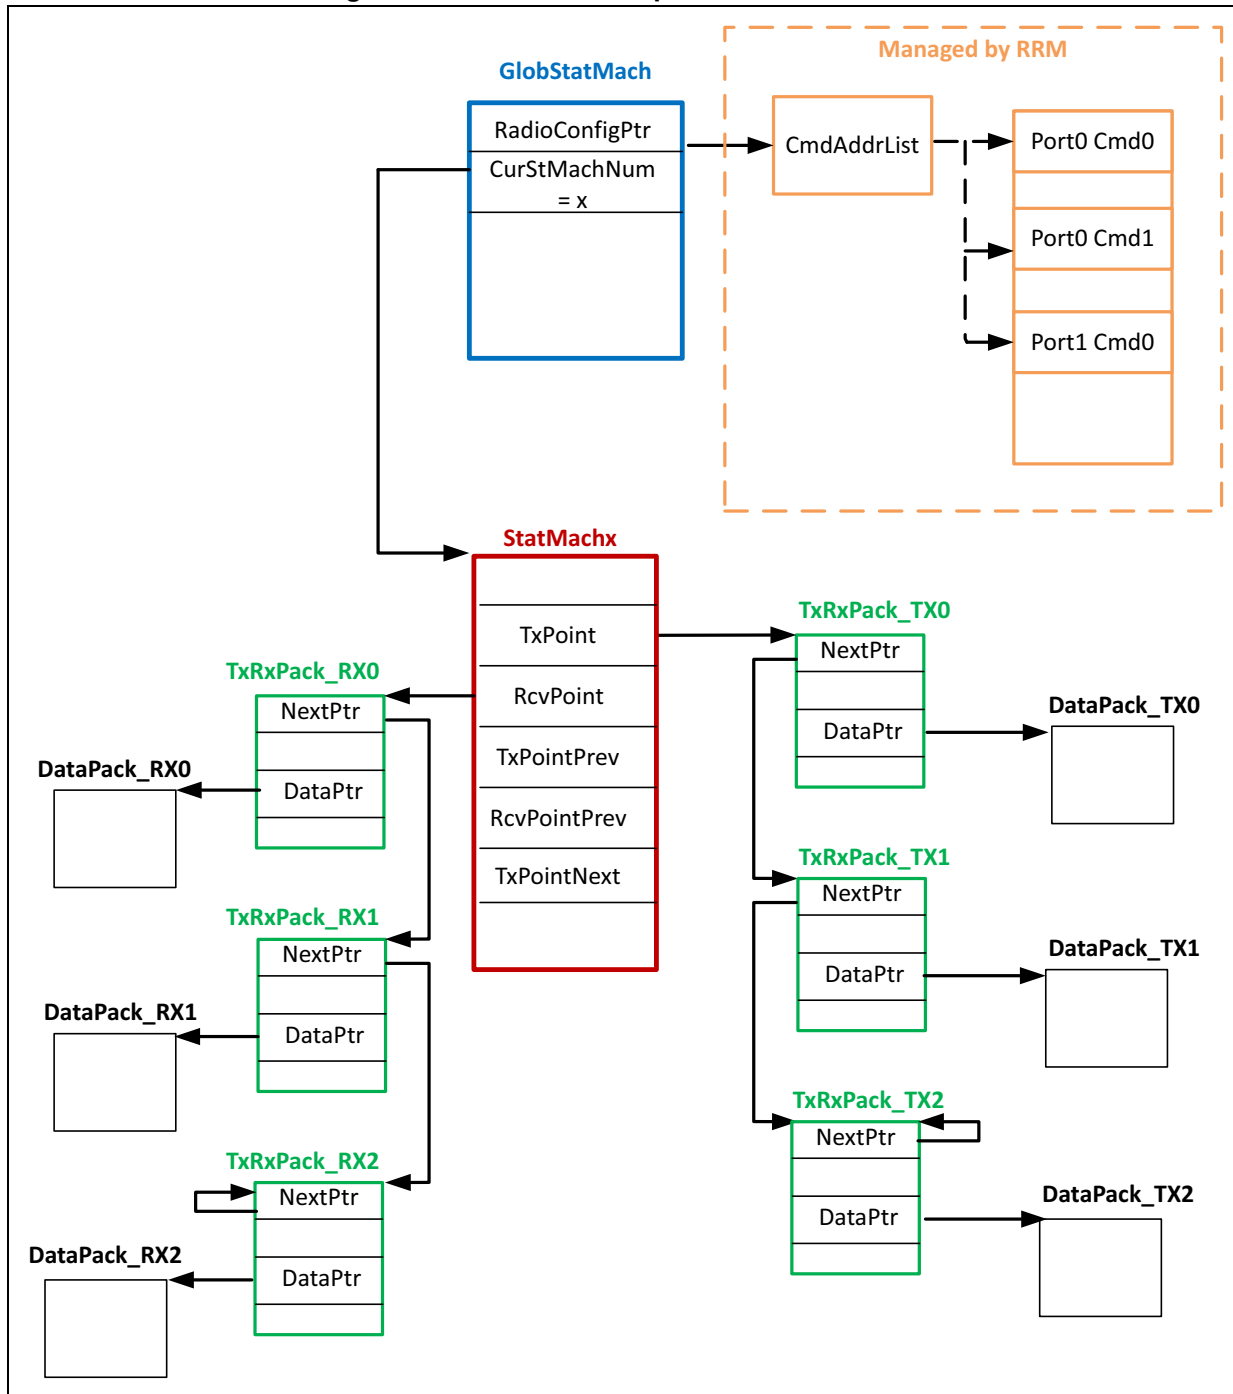 Managed by RRM
GlobStatMach
RadioConfigPtr
CurStMachNum
= x
CmdAddrList
Port0 Cmd0
Port0 Cmd1
Port1 Cmd0
StatMachx
TxPoint
RcvPoint
TxPointPrev
RcvPointPrev
TxPointNext
TxRxPack_RX0
NextPtr
DataPtr
DataPack_RX0
TxRxPack_RX1
NextPtr
DataPtr
DataPack_RX1
TxRxPack_RX2
NextPtr
DataPtr
DataPack_RX2
TxRxPack_TX0
NextPtr
DataPtr
DataPack_TX0
TxRxPack_TX1
NextPtr
DataPtr
DataPack_TX1
TxRxPack_TX2
NextPtr
DataPtr
DataPack_TX2